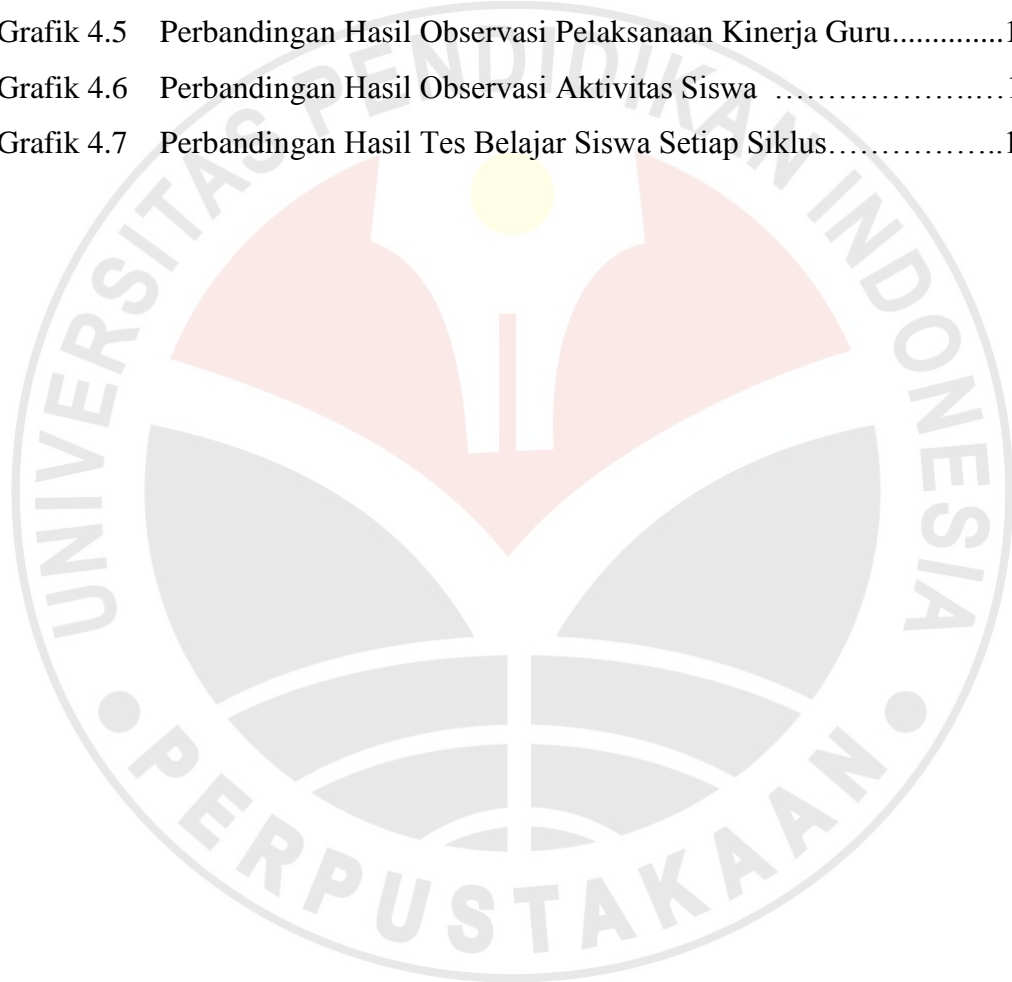 Grafik 4.5 Perbandingan Hasil Observasi Pelaksanaan Kinerja Guru..............1
Grafik 4.6 Perbandingan Hasil Observasi Aktivitas Siswa ………………….…1
Grafik 4.7 Perbandingan Hasil Tes Belajar Siswa Setiap Siklus……………..1
UNIVERSITAS PENDIDIKAN INDONESIA
PERPUSTAKAAN